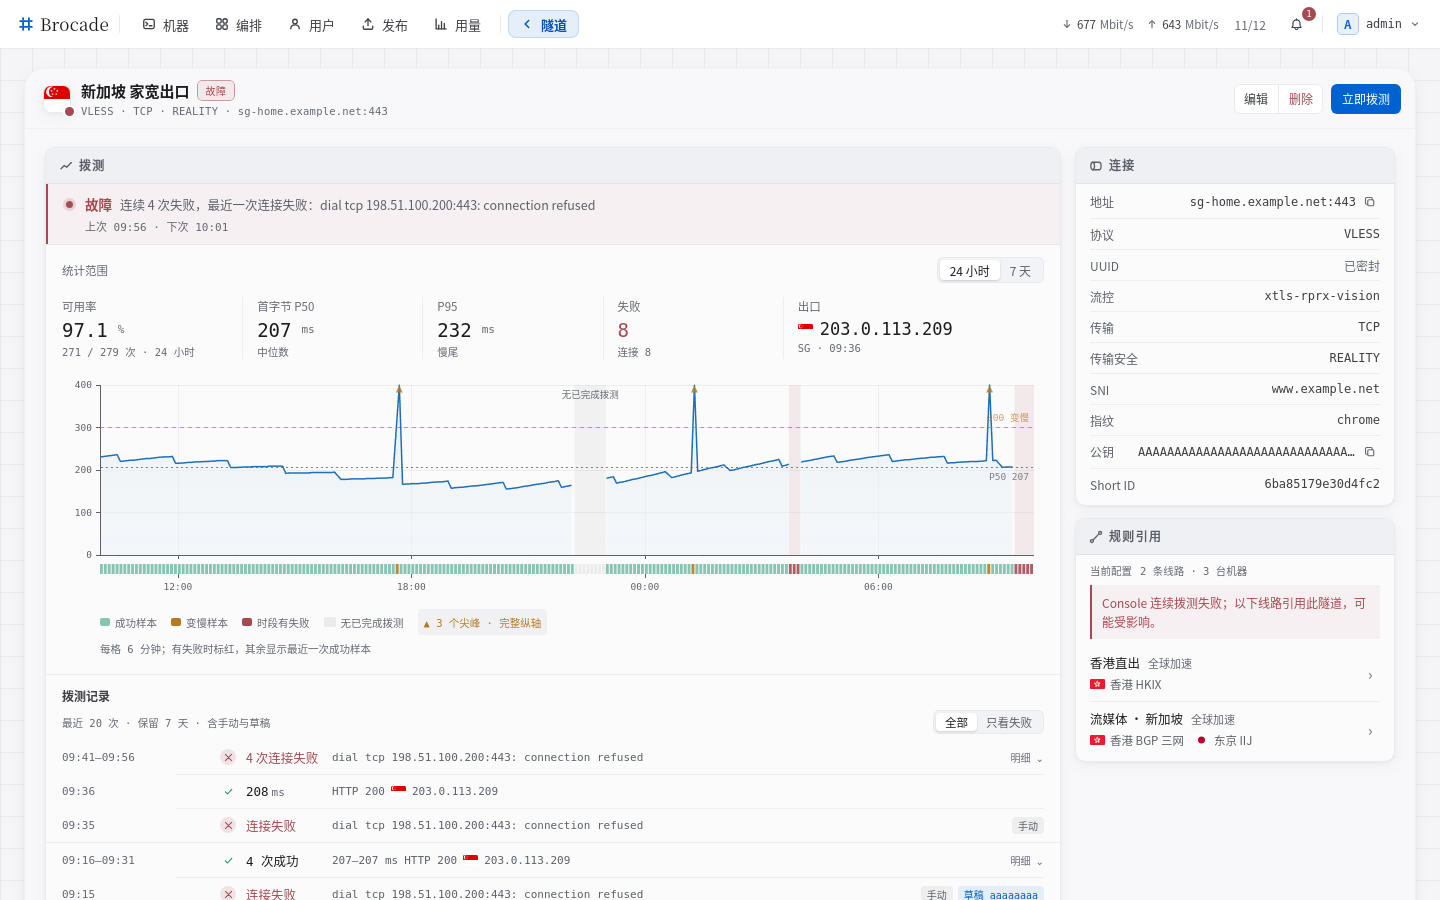 Brocade
机器
编排
用户
发布
用量
隧道
677 Mbit/s
643 Mbit/s
11/12
1
A admin
新加坡 家宽出口 故障
VLESS · TCP · REALITY · sg-home.example.net:443
编辑
删除
立即拨测
拨测
故障 连续 4 次失败，最近一次连接失败：dial tcp 198.51.100.200:443: connection refused
上次 09:56 · 下次 10:01
统计范围
24 小时
7 天
可用率
97.1 %
271 / 279 次 · 24 小时
首字节 P50
207 ms
中位数
P95
232 ms
慢尾
失败
8
连接 8
出口
203.0.113.209
SG · 09:36
400
300
200
100
0
无已完成拨测
00 变慢
P50 207
12:00
18:00
00:00
06:00
成功样本
变慢样本
时段有失败
无已完成拨测
▲ 3 个尖峰 · 完整纵轴
每格 6 分钟；有失败时标红，其余显示最近一次成功样本
拨测记录
最近 20 次 · 保留 7 天 · 含手动与草稿
全部
只看失败
09:41–09:56 4 次连接失败 dial tcp 198.51.100.200:443: connection refused 明细
09:36 208 ms HTTP 200 203.0.113.209
09:35 连接失败 dial tcp 198.51.100.200:443: connection refused 手动
09:16–09:31 4 次成功 207–207 ms HTTP 200 203.0.113.209 明细
09:15 连接失败 dial tcp 198.51.100.200:443: connection refused 手动 草稿 aaaaaaaa
连接
地址 sg-home.example.net:443
协议 VLESS
UUID 已密封
流控 xtls-rprx-vision
传输 TCP
传输安全 REALITY
SNI www.example.net
指纹 chrome
公钥 AAAAAAAAAAAAAAAAAAAAAAAAAAAAAA…
Short ID 6ba85179e30d4fc2
规则引用
当前配置 2 条线路 · 3 台机器
Console 连续拨测失败；以下线路引用此隧道，可
能受影响。
香港直出 全球加速
香港 HKIX
流媒体 · 新加坡 全球加速
香港 BGP 三网 东京 IIJ